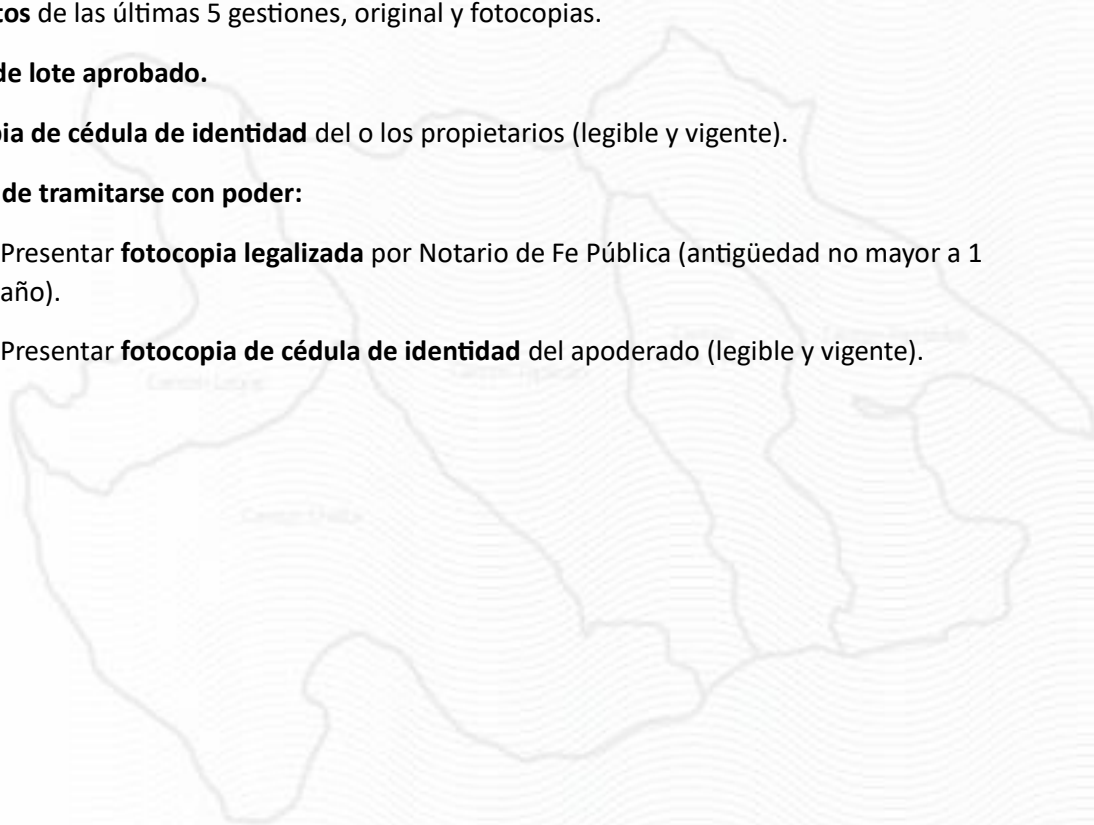 tos de las últimas 5 gestiones, original y fotocopias.
de lote aprobado.
pia de cédula de identidad del o los propietarios (legible y vigente).
de tramitarse con poder:
Presentar fotocopia legalizada por Notario de Fe Pública (antigüedad no mayor a 1
año).
Presentar fotocopia de cédula de identidad del apoderado (legible y vigente).